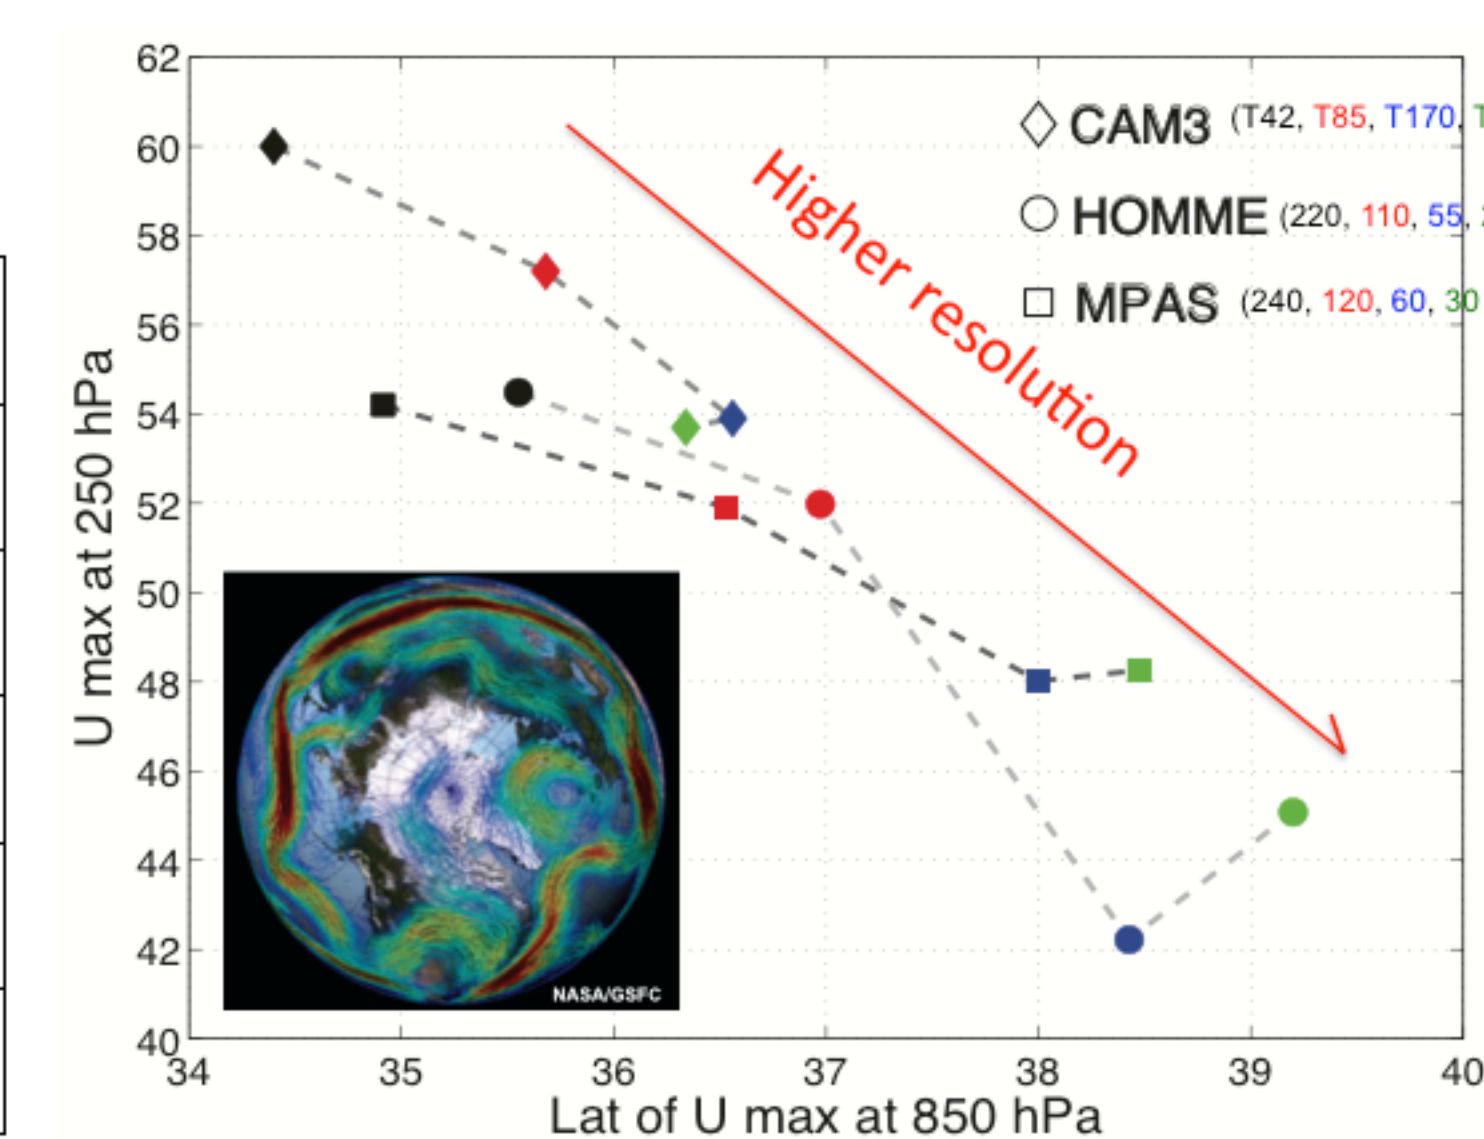 62
60
58
56
54
52
50
48
46
44
42
40
34
35
36
37
38
39
40
U max at 250 hPa
Lat of U max at 850 hPa
Higher resolution
CAM3 (T42, T85, T170,
HOMME (220, 110, 55,
MPAS (240, 120, 60, 30
NASA/GSFC